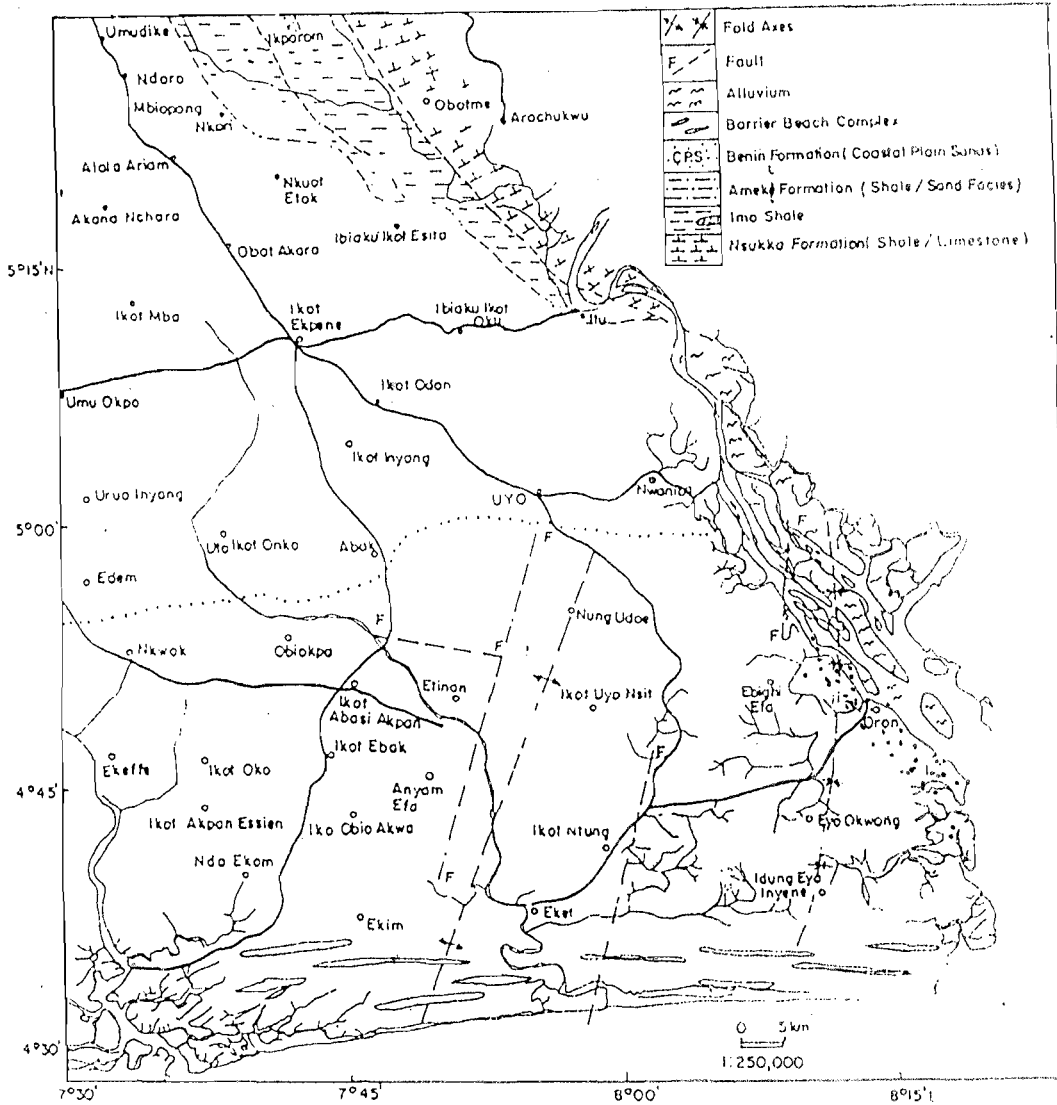 Umudike
Ikparom
Ndoro
Mbiopong
Nkari
Obotme
Arochukwu
Alala Ariam
Nkuot
Etok
Akana Nchara
Ibiaku Ikot Esita
Obot Akara
5°15'N
Ikot Mba
Ikot
Ekpene
Ibiaku Ikot
Oku
Itu
Umu Okpo
Ikot Odon
Ikot Inyang
Urua Inyang
UYO
Nwaniba
5°00'
Ikot Onko
Abak
F
F
Edem
Nung Udoe
F
F
Nkwok
Obiokpa
F
Etinan
Ikot Uyo Nsit
Ebighi
Efa
Ikot
Abasi Akpan
Oron
Ikot Ebak
F
Ekeffe
Ikot Oko
4°45'
Anyam
Efa
Ikot Akpan Essien
Iko Obio Akwa
Ikot Ntung
Eyo Okwong
Nda Ekom
F
Idung Eyo
Inyene
Ekim
Eket
0 5km
1:250,000
4°30'
7°30'
7°45'
8°00'
8°15'
Fold Axes
F Fault
Alluvium
Barrier Beach Complex
CPS Benin Formation (Coastal Plain Sands)
Ameki Formation (Shale / Sand Facies)
Imo Shale
Nsukka Formation (Shale / Limestone)